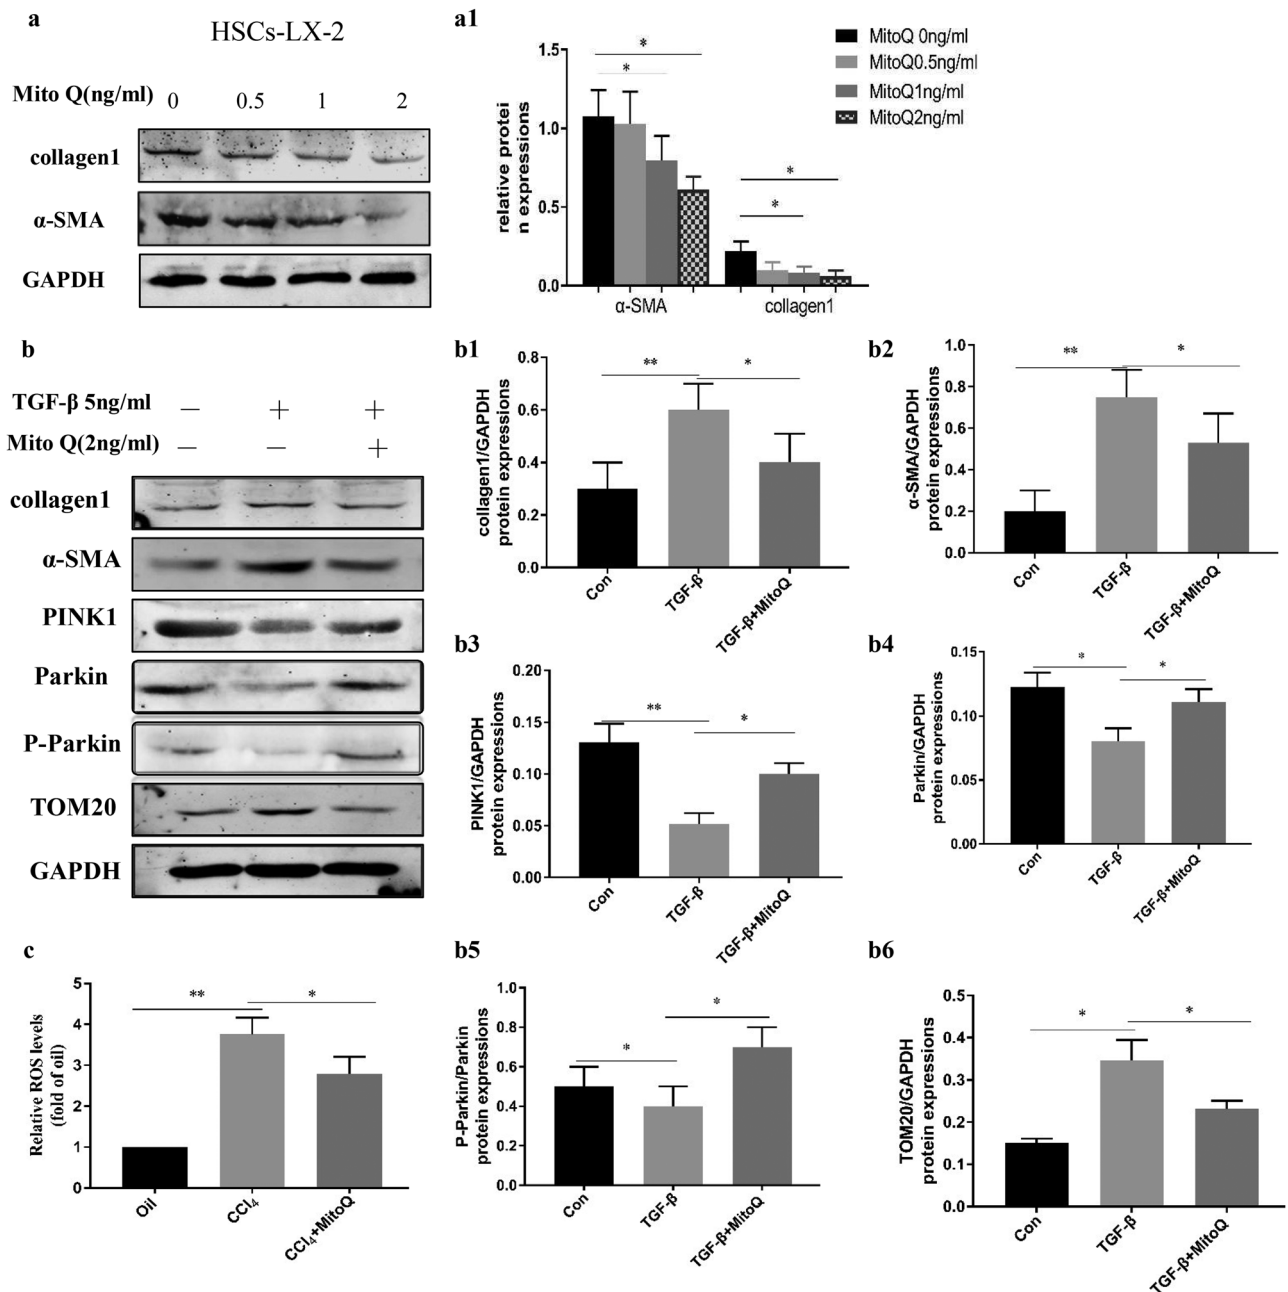 a
HSCs-LX-2
Mito Q(ng/ml) 0 0.5 1 2
collagen1
α-SMA
GAPDH
a1
MitoQ 0ng/ml
MitoQ0.5ng/ml
MitoQ1ng/ml
MitoQ2ng/ml
relative protei
n expressions
1.5
1.0
0.5
0.0
*
*
*
*
α-SMA collagen1
b
TGF-β 5ng/ml — + +
Mito Q(2ng/ml) — — +
collagen1
α-SMA
PINK1
Parkin
P-Parkin
TOM20
GAPDH
b1
collagen1/GAPDH
protein expressions
0.8
0.6
0.4
0.2
0.0
** *
Con TGF-β TGF-β+MitoQ
b2
α-SMA/GAPDH
protein expressions
1.0
0.8
0.6
0.4
0.2
0.0
** *
Con TGF-β TGF-β+MitoQ
b3
PINK1/GAPDH
protein expressions
0.20
0.15
0.10
0.05
0.00
** *
Con TGF-β TGF-β+MitoQ
b4
Parkin/GAPDH
protein expressions
0.15
0.10
0.05
0.00
* *
Con TGF-β TGF-β+MitoQ
c
Relative ROS levels
(fold of oil)
5
4
3
2
1
0
** *
Oil CCl₄ CCl₄+MitoQ
b5
P-Parkin/Parkin
protein expressions
1.0
0.8
0.6
0.4
0.2
0.0
* *
Con TGF-β TGF-β+MitoQ
b6
TOM20/GAPDH
protein expressions
0.5
0.4
0.3
0.2
0.1
0.0
* *
Con TGF-β TGF-β+MitoQ